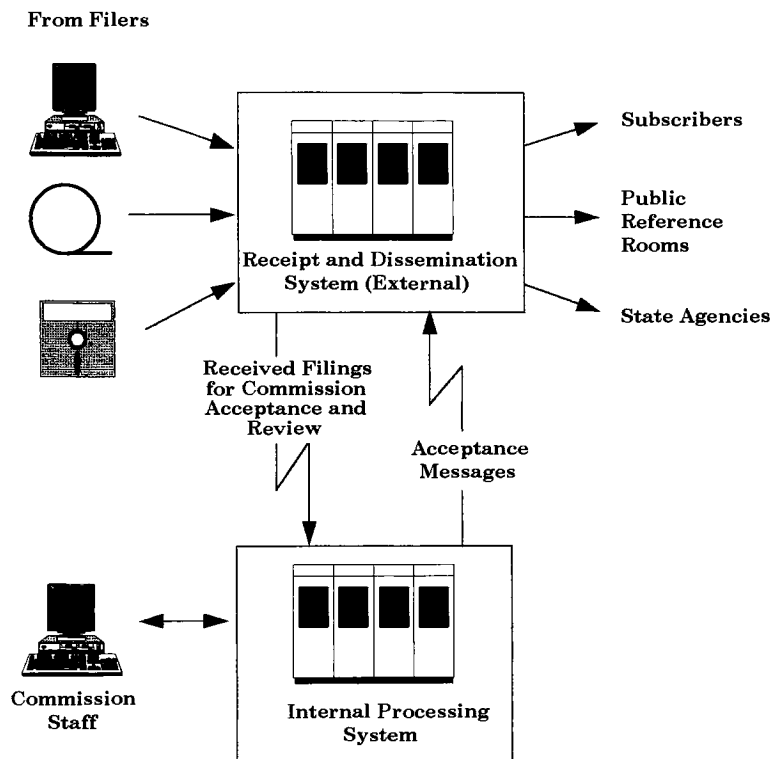 From Filers
Subscribers
Public
Reference
Rooms
State Agencies
Receipt and Dissemination
System (External)
Received Filings
for Commission
Acceptance and
Review
Acceptance
Messages
Commission
Staff
Internal Processing
System